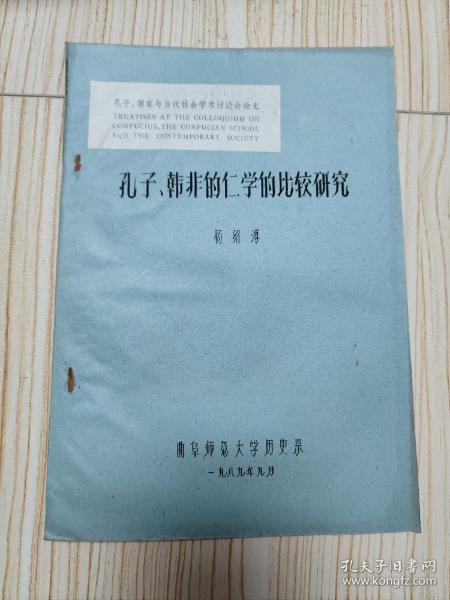 孔子、儒家与当代社会学术讨论会论文
TREATISES AT THE COLLOQUIUM ON
CONFUCIUS, THE CONFUCIAN SCHOOL
AND THE CONTEMPORARY SOCIETY
孔子、韩非的仁学的比较研究
杨绍溥
曲阜师范大学历史系
一九八九年九月
孔夫子旧书网
www.kongfz.com